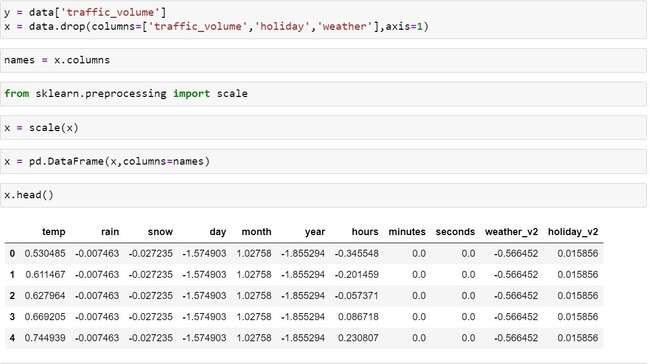 y = data['traffic_volume']
x = data.drop(columns=['traffic_volume','holiday','weather'],axis=1)
names = x.columns
from sklearn.preprocessing import scale
x = scale(x)
x = pd.DataFrame(x,columns=names)
x.head()
temp rain snow day month year hours minutes seconds weather_v2 holiday_v2
0 0.530485 -0.007463 -0.027235 -1.574903 1.02758 -1.855294 -0.345548 0.0 0.0 -0.566452 0.015856
1 0.611467 -0.007463 -0.027235 -1.574903 1.02758 -1.855294 -0.201459 0.0 0.0 -0.566452 0.015856
2 0.627964 -0.007463 -0.027235 -1.574903 1.02758 -1.855294 -0.057371 0.0 0.0 -0.566452 0.015856
3 0.669205 -0.007463 -0.027235 -1.574903 1.02758 -1.855294 0.086718 0.0 0.0 -0.566452 0.015856
4 0.744939 -0.007463 -0.027235 -1.574903 1.02758 -1.855294 0.230807 0.0 0.0 -0.566452 0.015856